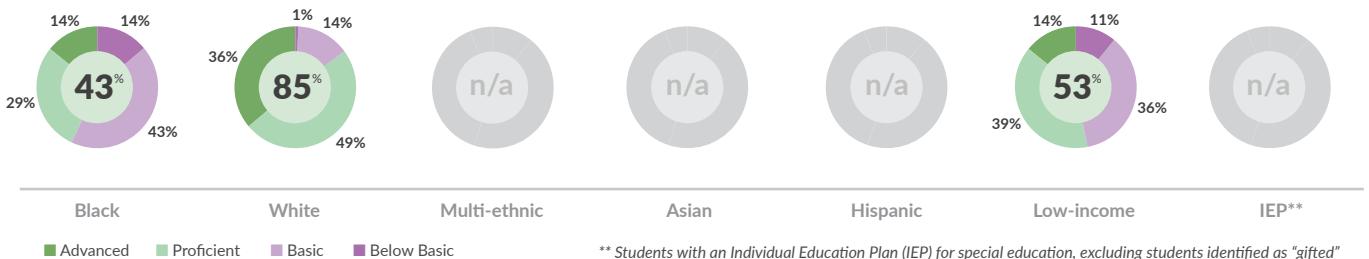 14% 14%
29% 43%
43%
1% 14%
36%
85%
49%
n/a
n/a
n/a
14% 11%
53%
39% 36%
n/a
Black White Multi-ethnic Asian Hispanic Low-income IEP**
Advanced Proficient Basic Below Basic
** Students with an Individual Education Plan (IEP) for special education, excluding students identified as "gifted"